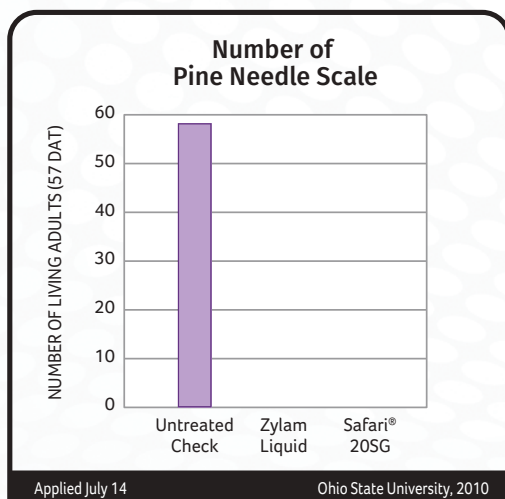 Number of
Pine Needle Scale
NUMBER OF LIVING ADULTS (57 DAT)
60
50
40
30
20
10
0
Untreated
Check
Zylam
Liquid
Safari®
20SG
Applied July 14
Ohio State University, 2010